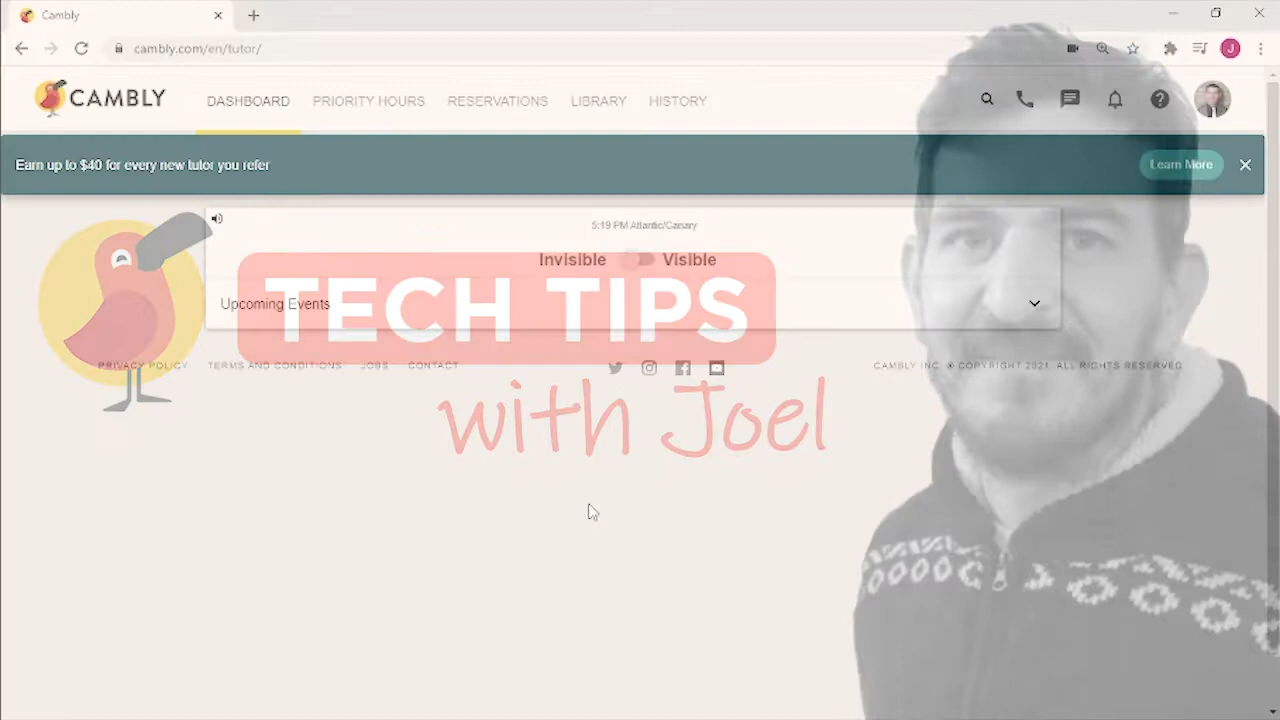 Cambly
cambly.com/en/tutor/
J
CAMBLY
DASHBOARD
PRIORITY HOURS
RESERVATIONS
LIBRARY
HISTORY
Earn up to $40 for every new tutor you refer
Learn More
5:19 PM Atlantic/Canary
Invisible
Visible
TECH TIPS
Upcoming Events
PRIVACY POLICY
TERMS AND CONDITIONS
JOBS
CONTACT
CAMBLY INC. © COPYRIGHT 2021. ALL RIGHTS RESERVED
with Joel